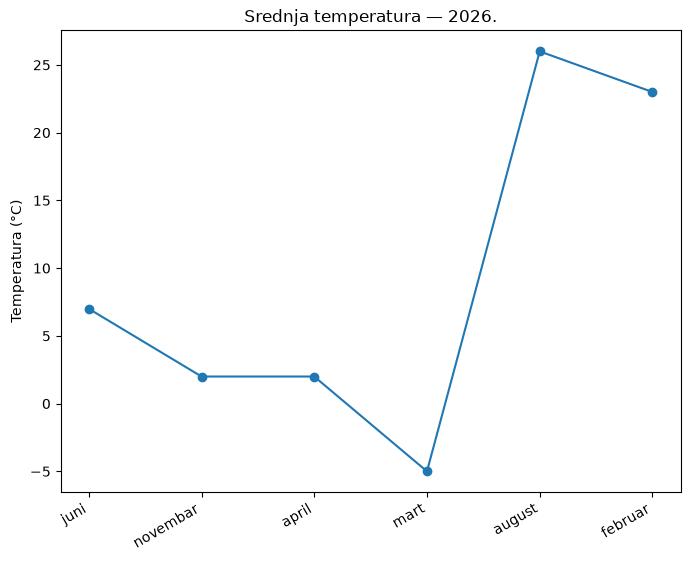 Srednja temperatura — 2026.
Temperatura (°C)
25
20
15
10
5
0
−5
juni
novembar
april
mart
august
februar